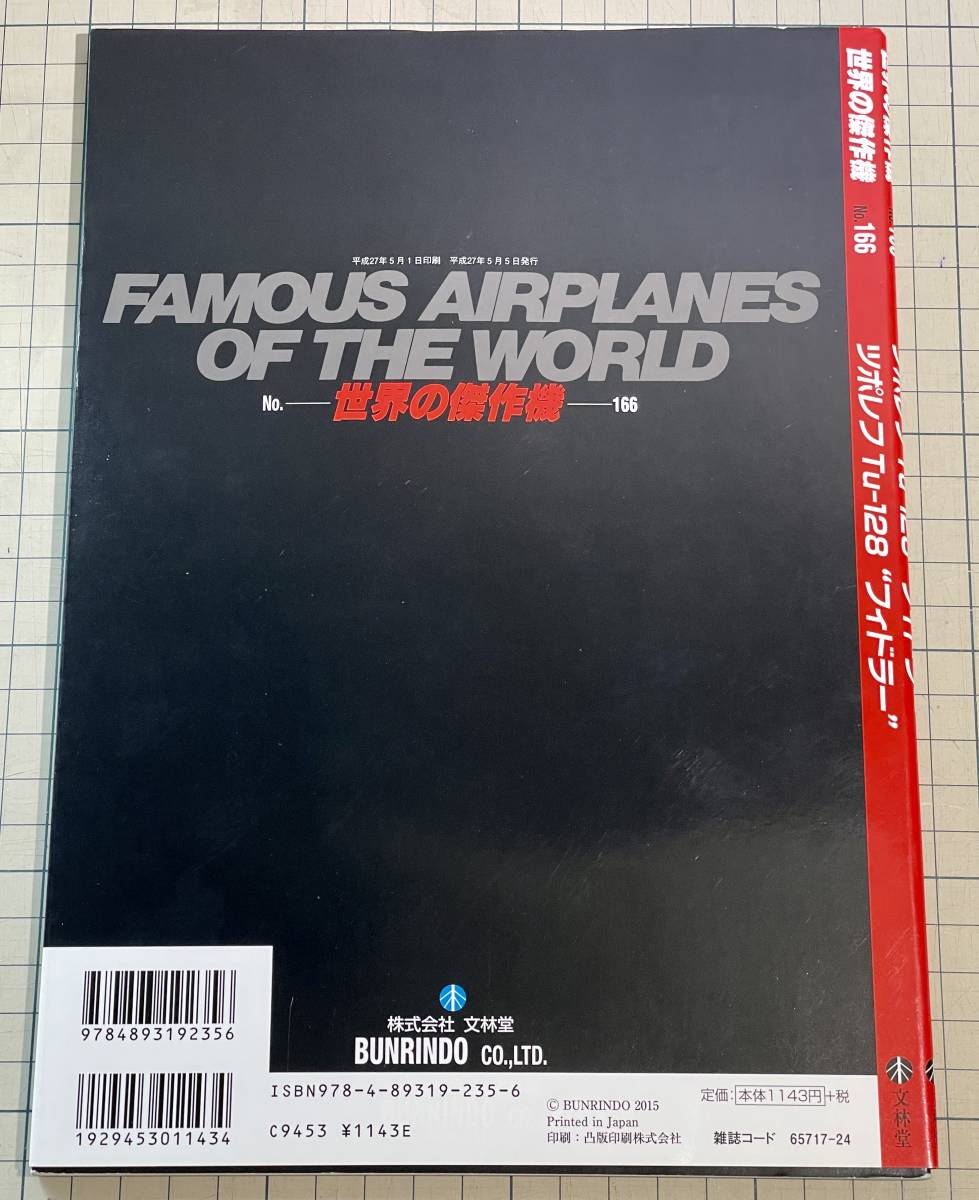 平成27年5月1日印刷　平成27年5月5日発行
FAMOUS AIRPLANES
OF THE WORLD
No. 世界の傑作機 166
世界の傑作機 No.166 ツポレフ Tu-128 “フィドラー” 文林堂
9784893192356
1929453011434
株式会社 文林堂
BUNRINDO CO.,LTD.
ISBN978-4-89319-235-6
C9453 ¥1143E
© BUNRINDO 2015
Printed in Japan
印刷：凸版印刷株式会社
定価：本体1143円+税
雑誌コード 65717-24